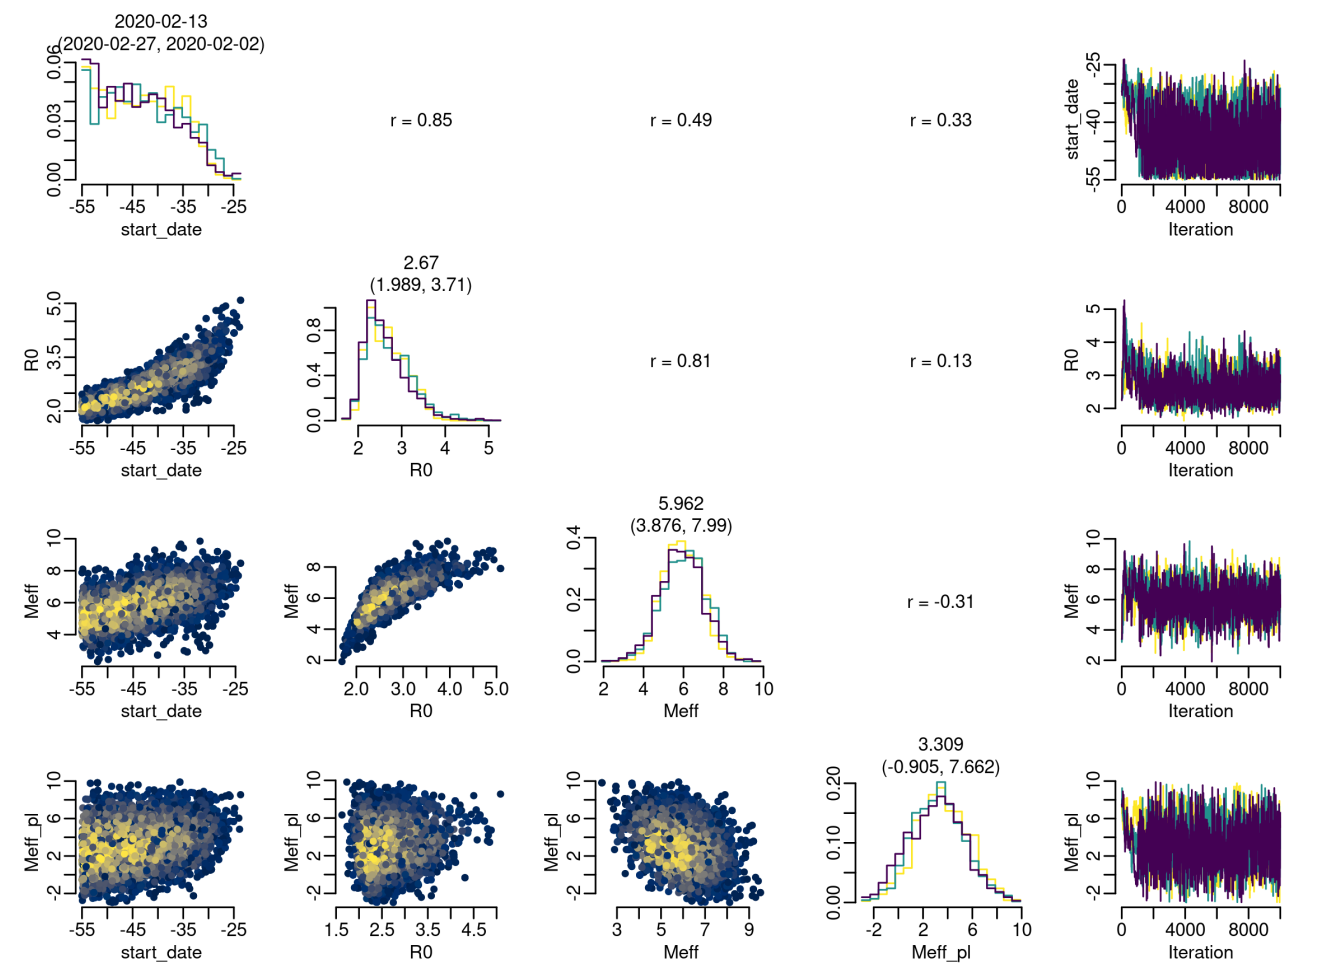 2020-02-13
(2020-02-27, 2020-02-02)
0.00 0.03 0.06
-55 -45 -35 -25
start_date
r = 0.85
r = 0.49
r = 0.33
start_date
-55 -40 -25
0 4000 8000
Iteration
R0
2.0 3.5 5.0
-55 -45 -35 -25
start_date
2.67
(1.989, 3.71)
0.0 0.4 0.8
2 3 4 5
R0
r = 0.81
r = 0.13
R0
2 3 4 5
0 4000 8000
Iteration
Meff
4 6 8 10
-55 -45 -35 -25
start_date
Meff
2 4 6 8
2.0 3.0 4.0 5.0
R0
5.962
(3.876, 7.99)
0.0 0.2 0.4
2 4 6 8 10
Meff
r = -0.31
Meff
2 4 6 8 10
0 4000 8000
Iteration
Meff_pl
-2 2 6 10
-55 -45 -35 -25
start_date
Meff_pl
-2 2 6 10
1.5 2.5 3.5 4.5
R0
Meff_pl
-2 2 6 10
3 5 7 9
Meff
3.309
(-0.905, 7.662)
0.00 0.10 0.20
-2 2 6 10
Meff_pl
Meff_pl
-2 2 6 10
0 4000 8000
Iteration